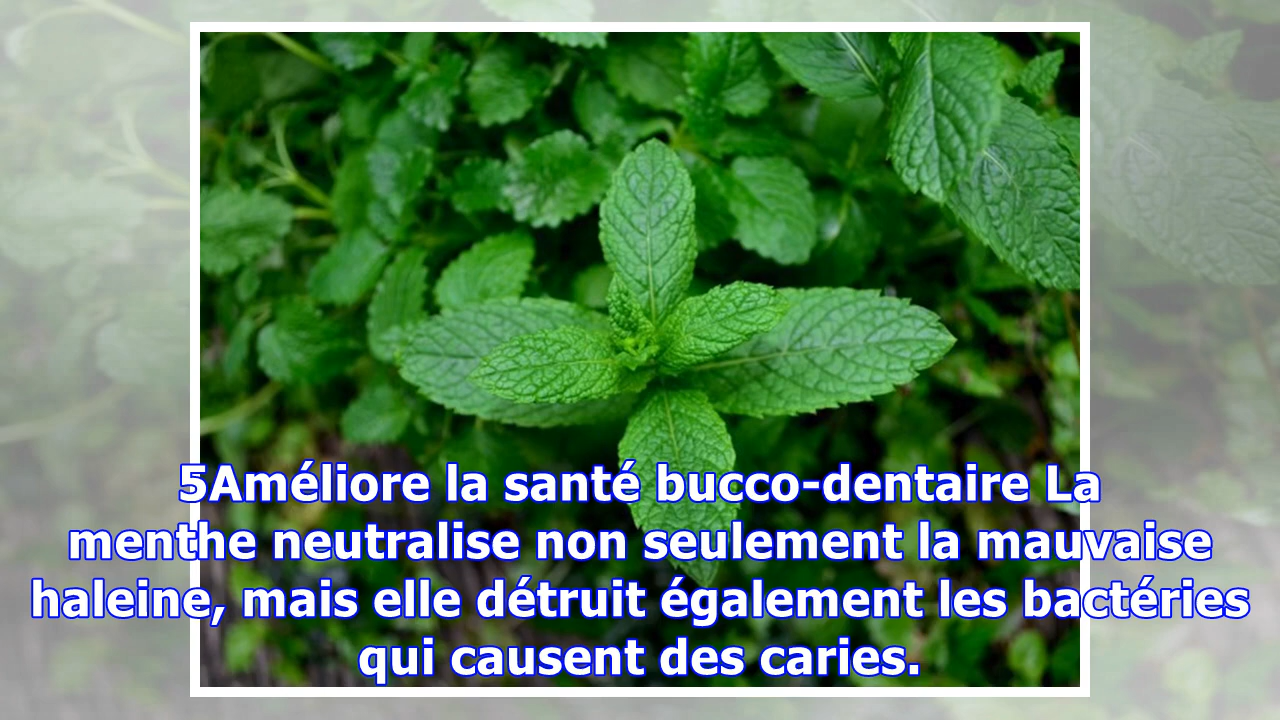 5Améliore la santé bucco-dentaire La
menthe neutralise non seulement la mauvaise
haleine, mais elle détruit également les bactéries
qui causent des caries.